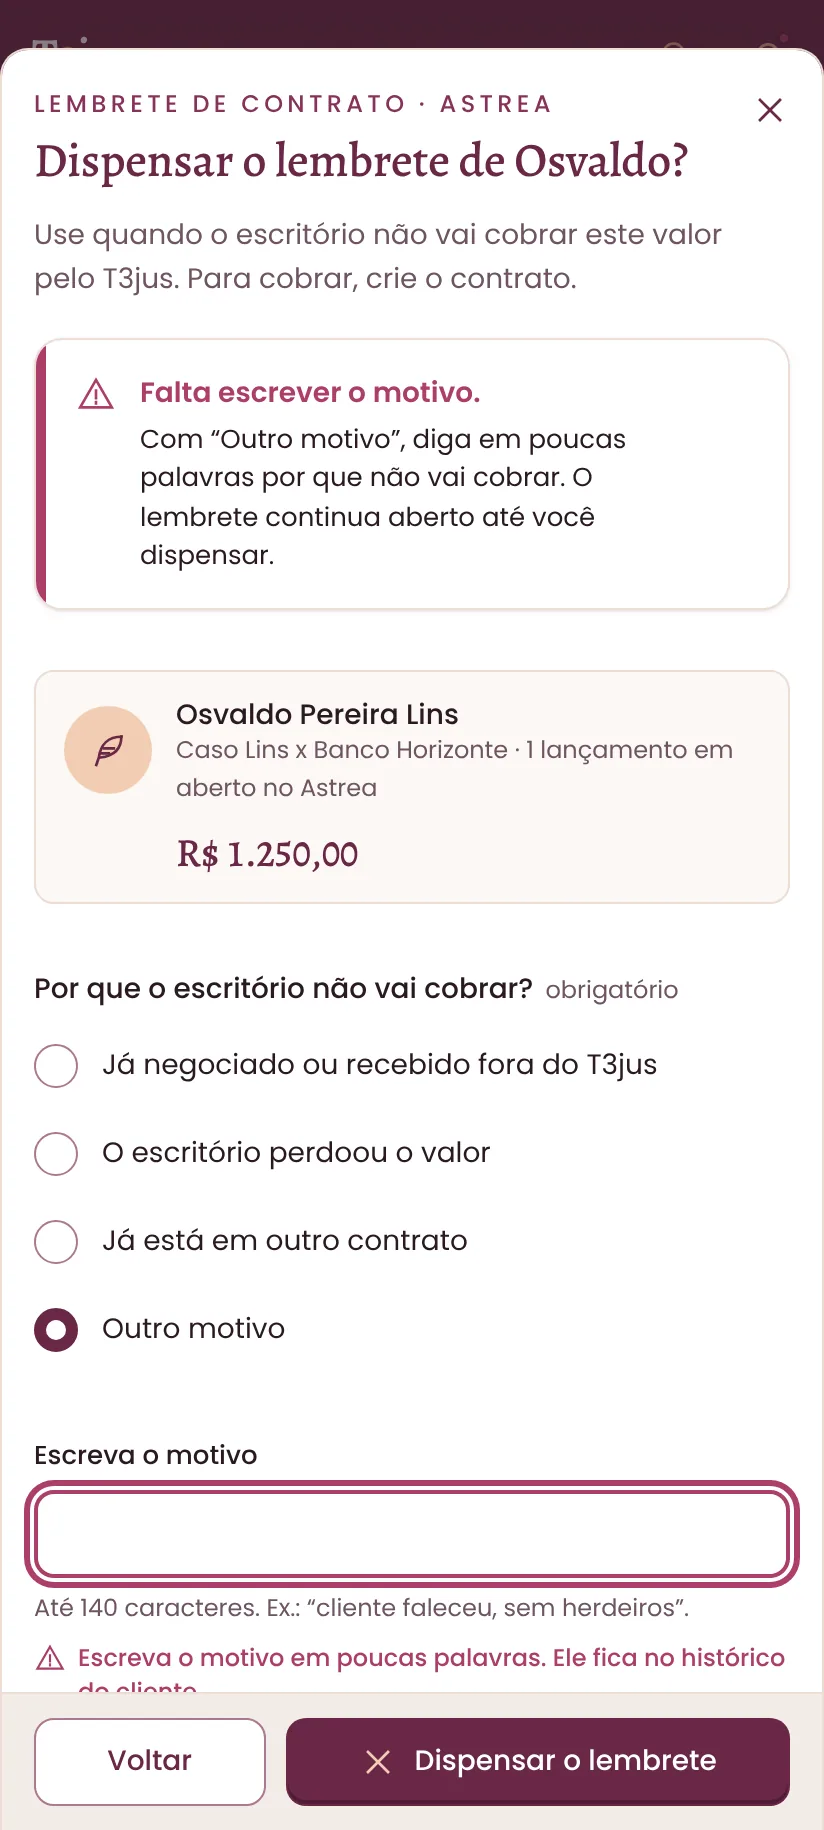 LEMBRETE DE CONTRATO · ASTREA
Dispensar o lembrete de Osvaldo?
Use quando o escritório não vai cobrar este valor
pelo T3jus. Para cobrar, crie o contrato.
Falta escrever o motivo.
Com “Outro motivo”, diga em poucas
palavras por que não vai cobrar. O
lembrete continua aberto até você
dispensar.
Osvaldo Pereira Lins
Caso Lins x Banco Horizonte · 1 lançamento em
aberto no Astrea
R$ 1.250,00
Por que o escritório não vai cobrar? obrigatório
Já negociado ou recebido fora do T3jus
O escritório perdoou o valor
Já está em outro contrato
Outro motivo
Escreva o motivo
Até 140 caracteres. Ex.: “cliente faleceu, sem herdeiros”.
Escreva o motivo em poucas palavras. Ele fica no histórico
do cliente.
Voltar
Dispensar o lembrete